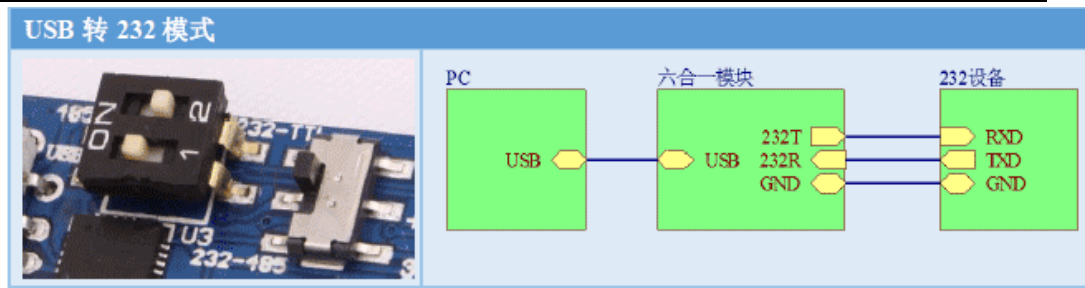 USB 转 232 模式
485
ON
1
2
USB
232-TT
U3
232-485
PC
六合一模块
232设备
USB
USB
232T
232R
GND
RXD
TXD
GND